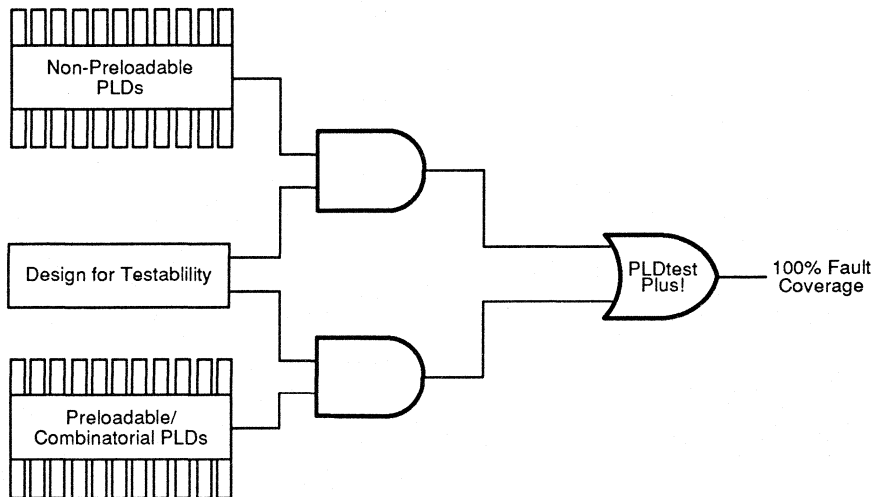 Non-Preloadable
PLDs
Design for Testablility
Preloadable/
Combinatorial PLDs
PLDtest
Plus!
100% Fault
Coverage